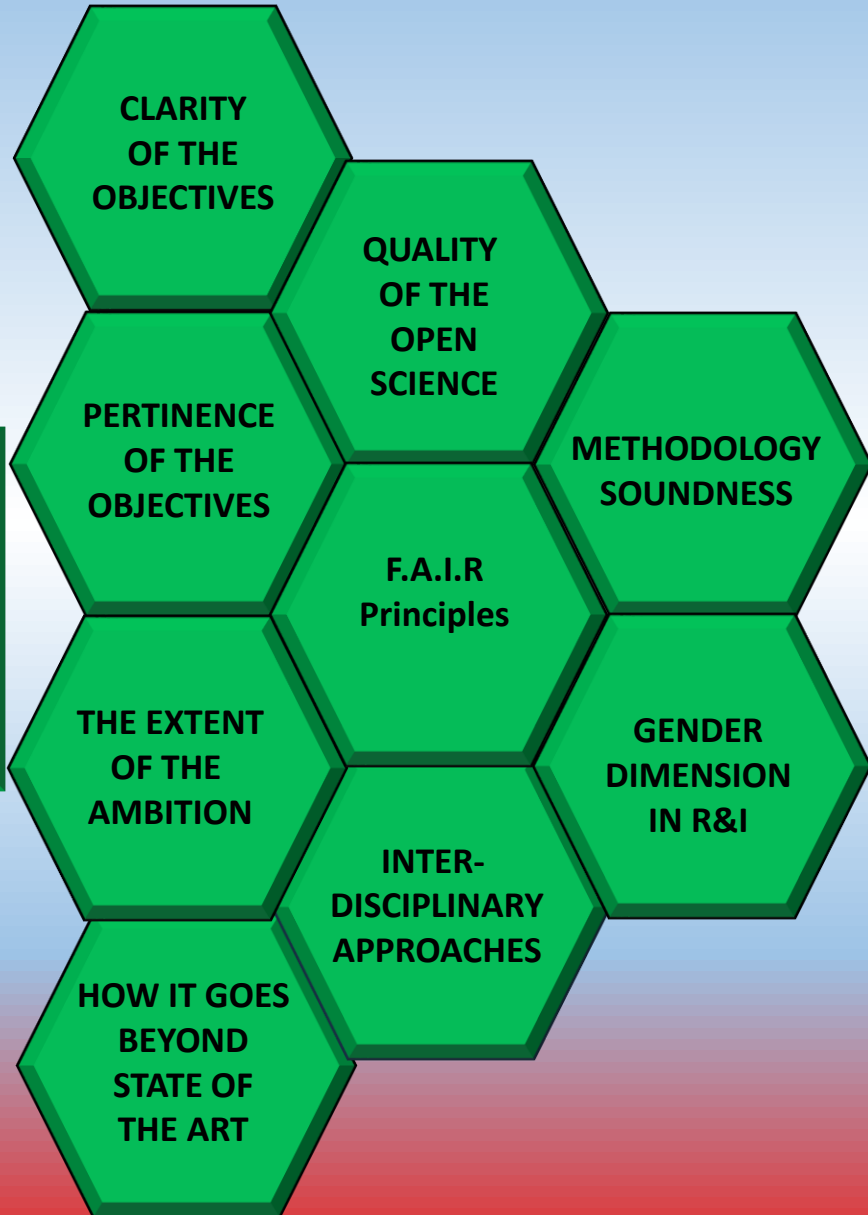 CLARITY
OF THE
OBJECTIVES
QUALITY
OF THE
OPEN
SCIENCE
PERTINENCE
OF THE
OBJECTIVES
METHODOLOGY
SOUNDNESS
F.A.I.R
Principles
THE EXTENT
OF THE
AMBITION
GENDER
DIMENSION
IN R&I
INTER-
DISCIPLINARY
APPROACHES
HOW IT GOES
BEYOND
STATE OF
THE ART